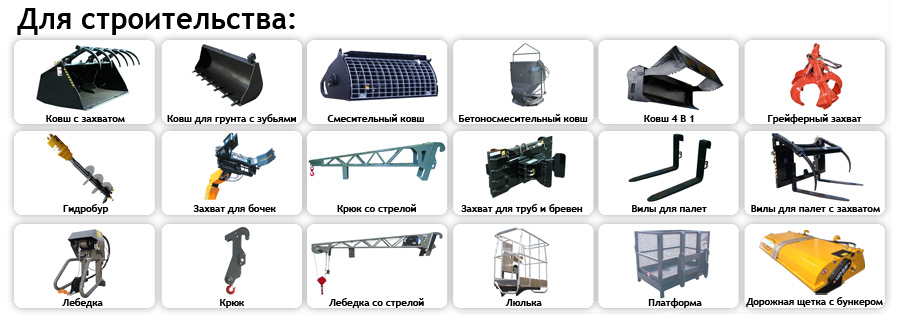 Для строительства:
Ковш с захватом
Ковш для грунта с зубьями
Смесительный ковш
Бетоносмесительный ковш
Ковш 4 В 1
Грейферный захват
Гидробур
Захват для бочек
Крюк со стрелой
Захват для труб и бревен
Вилы для палет
Вилы для палет с захватом
Лебедка
Крюк
Лебедка со стрелой
Люлька
Платформа
Дорожная щетка с бункером